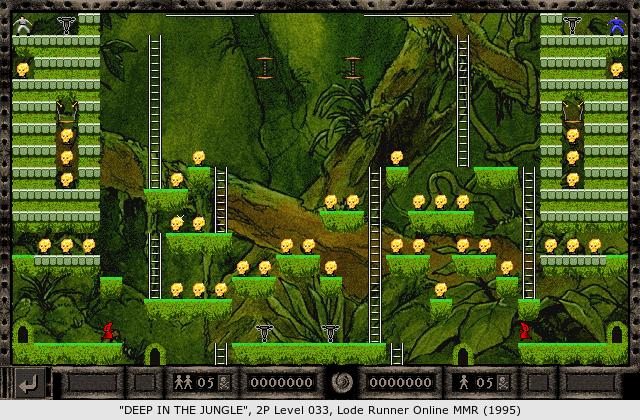 05 0000000 0000000 05
"DEEP IN THE JUNGLE", 2P Level 033, Lode Runner Online MMR (1995)